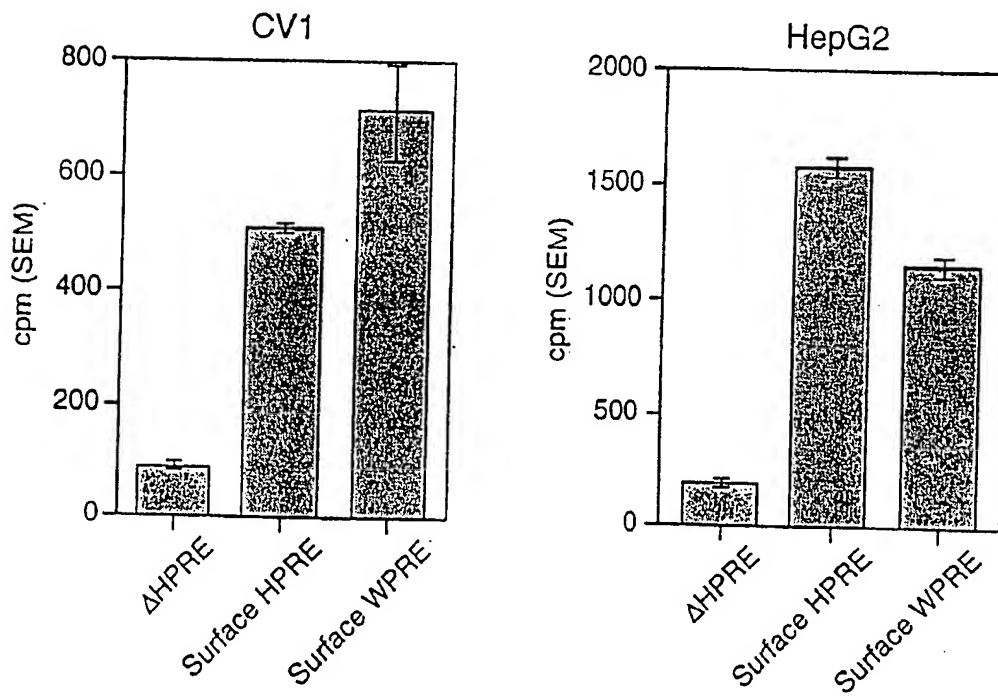 CV1
800
600
400
200
0
cpm (SEM)
ΔHPRE
Surface HPRE
Surface WPRE
HepG2
2000
1500
1000
500
0
cpm (SEM)
ΔHPRE
Surface HPRE
Surface WPRE